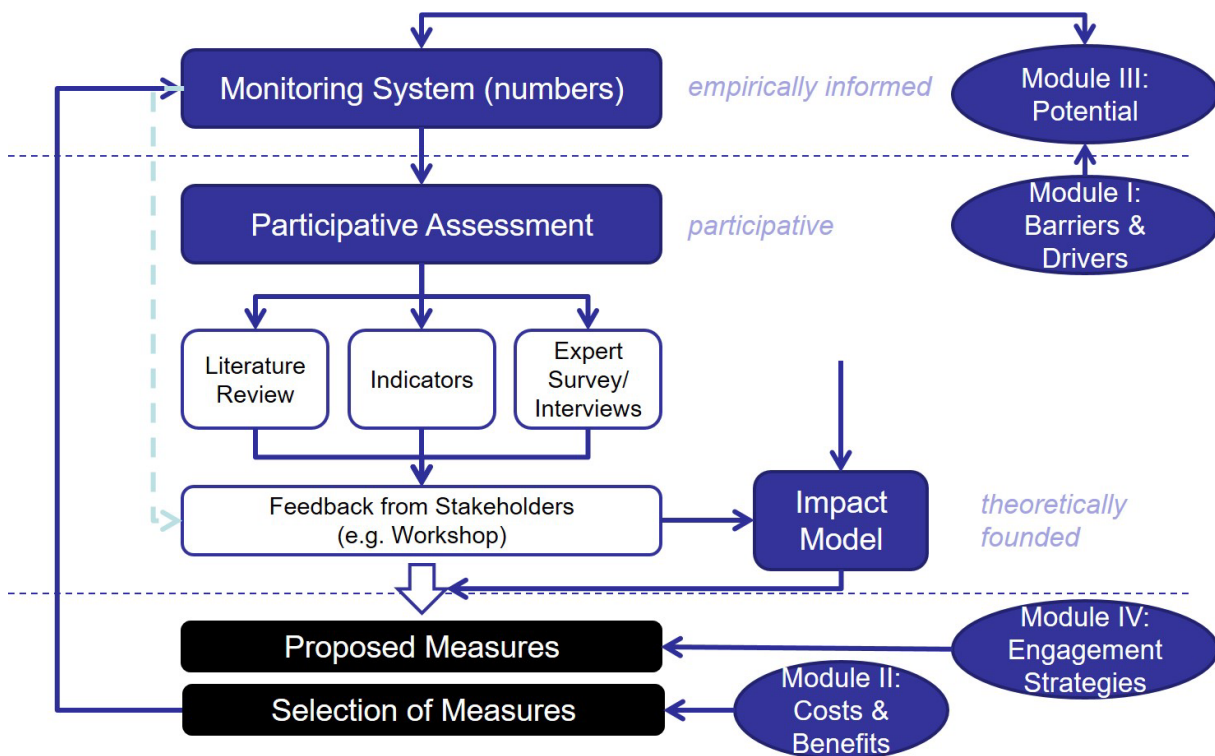 Monitoring System (numbers)
empirically informed
Module III:
Potential
Participative Assessment
participative
Module I:
Barriers &
Drivers
Literature
Review
Indicators
Expert
Survey/
Interviews
Feedback from Stakeholders
(e.g. Workshop)
Impact
Model
theoretically
founded
Proposed Measures
Module IV:
Engagement
Strategies
Selection of Measures
Module II:
Costs &
Benefits